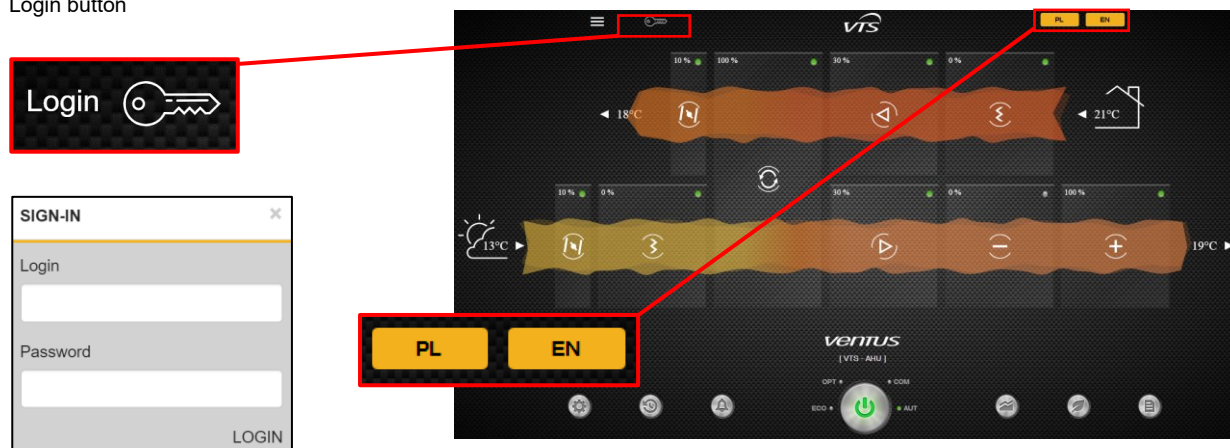 Login button
Login
SIGN-IN ×
Login
Password
LOGIN
VTS
PL EN
10 % 100 % 30 % 0 %
18°C
21°C
10 % 0 % 30 % 0 % 100 %
13°C
19°C
PL EN
VENTUS
[ VTS - AHU ]
OPT COM
ECO AUT